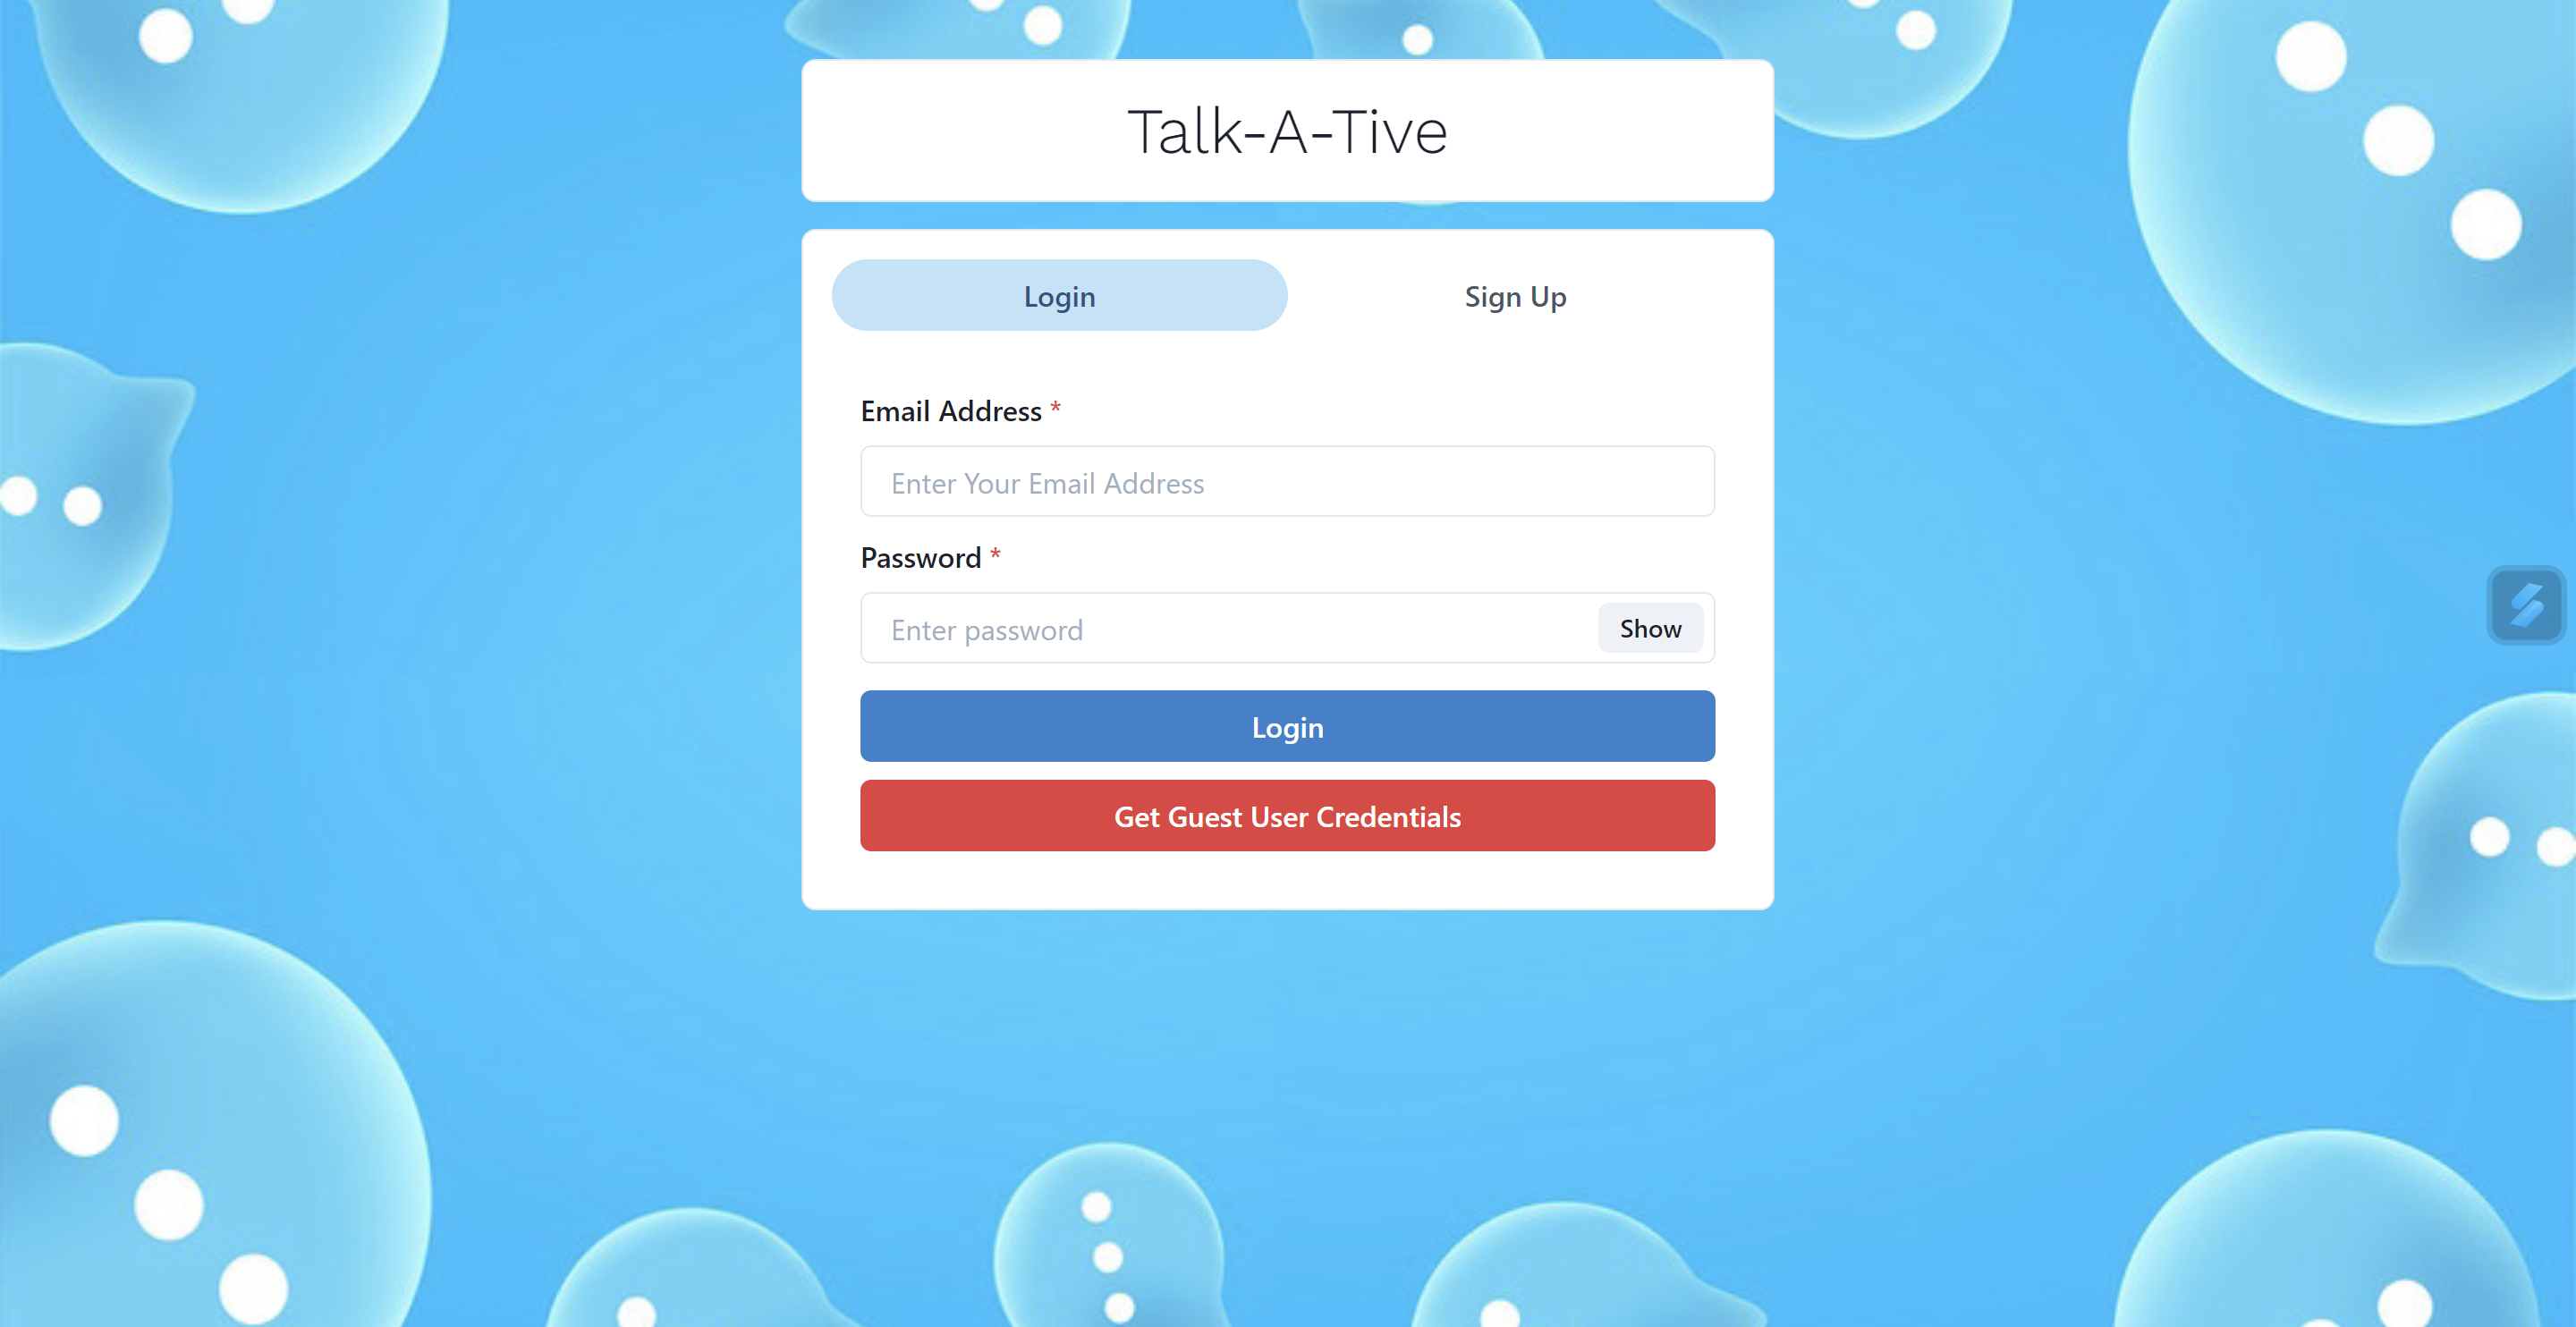 Talk-A-Tive
Login Sign Up
Email Address *
Enter Your Email Address
Password *
Enter password Show
Login
Get Guest User Credentials